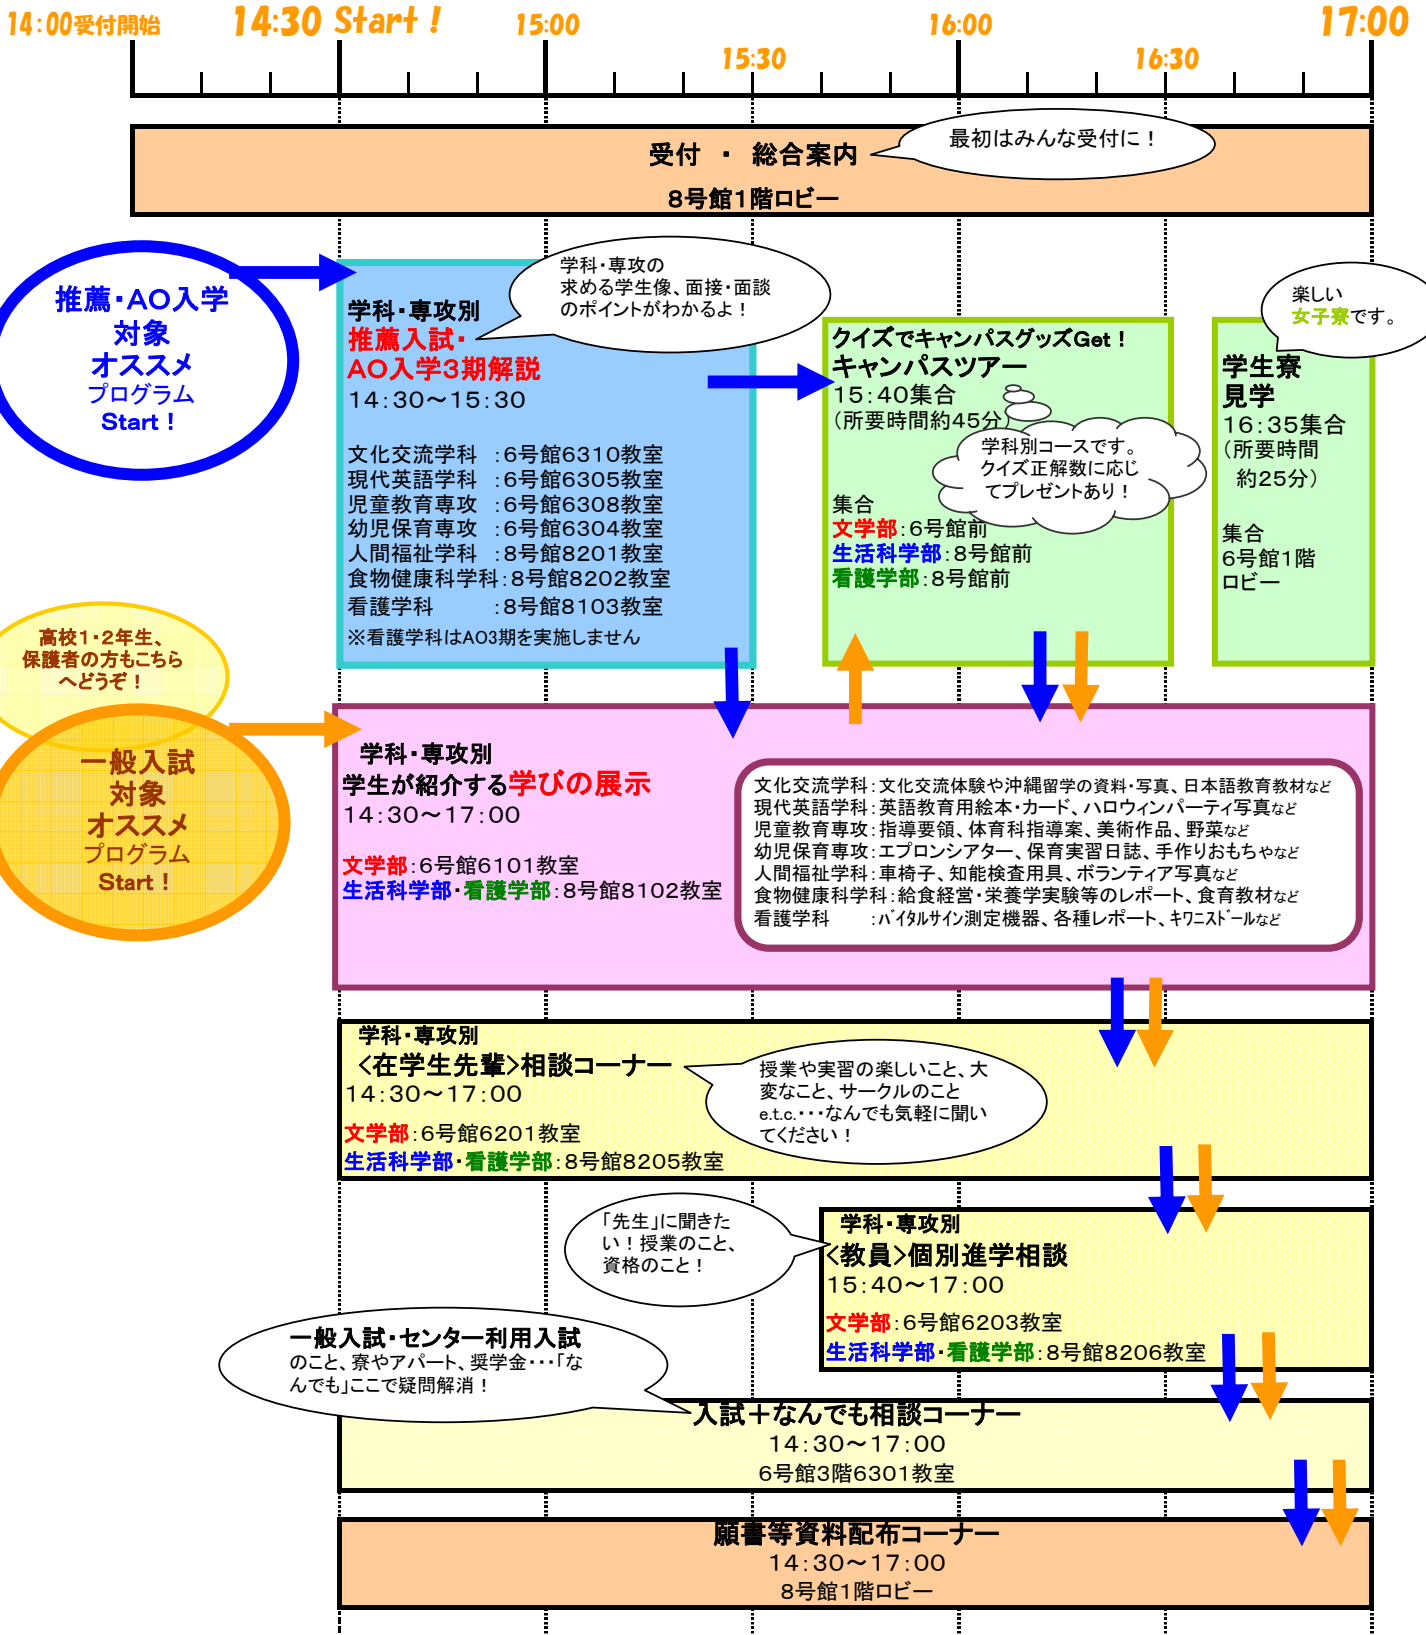 14:00受付開始
14:30 Start！
15:00
15:30
16:00
16:30
17:00
受付 ・ 総合案内
8号館1階ロビー
最初はみんな受付に！
推薦・AO入学
対象
オススメ
プログラム
Start！
学科・専攻別
推薦入試・
AO入学3期解説
14：30～15：30
文化交流学科 ：6号館6310教室
現代英語学科 ：6号館6305教室
児童教育専攻 ：6号館6308教室
幼児保育専攻 ：6号館6304教室
人間福祉学科 ：8号館8201教室
食物健康科学科：8号館8202教室
看護学科 ：8号館8103教室
※看護学科はAO3期を実施しません
学科・専攻の
求める学生像、面接・面談
のポイントがわかるよ！
クイズでキャンパスグッズGet！
キャンパスツアー
15：40集合
（所要時間約45分）
学科別コースです。
クイズ正解数に応じ
てプレゼントあり！
集合
文学部：6号館前
生活科学部：8号館前
看護学部：8号館前
楽しい
女子寮です。
学生寮
見学
16：35集合
（所要時間
約25分）
集合
6号館1階
ロビー
高校1・2年生、
保護者の方もこちら
へどうぞ！
一般入試
対象
オススメ
プログラム
Start！
学科・専攻別
学生が紹介する学びの展示
14：30～17：00
文学部：6号館6101教室
生活科学部・看護学部：8号館8102教室
文化交流学科：文化交流体験や沖縄留学の資料・写真、日本語教育教材など
現代英語学科：英語教育用絵本・カード、ハロウィンパーティ写真など
児童教育専攻：指導要領、体育科指導案、美術作品、野菜など
幼児保育専攻：エプロンシアター、保育実習日誌、手作りおもちゃなど
人間福祉学科：車椅子、知能検査用具、ボランティア写真など
食物健康科学科：給食経営・栄養学実験等のレポート、食育教材など
看護学科 ：ﾊﾞｲﾀﾙサイン測定機器、各種レポート、ｷﾜﾆｽﾄﾞｰﾙなど
学科・専攻別
＜在学生先輩＞相談コーナー
14：30～17：00
文学部：6号館6201教室
生活科学部・看護学部：8号館8205教室
授業や実習の楽しいこと、大
変なこと、サークルのこと
e.t.c.・・・なんでも気軽に聞い
てください！
「先生」に聞きた
い！授業のこと、
資格のこと！
学科・専攻別
＜教員＞個別進学相談
15：40～17：00
文学部：6号館6203教室
生活科学部・看護学部：8号館8206教室
一般入試・センター利用入試
のこと、寮やアパート、奨学金・・・「な
んでも」ここで疑問解消！
入試＋なんでも相談コーナー
14：30～17：00
6号館3階6301教室
願書等資料配布コーナー
14：30～17：00
8号館1階ロビー